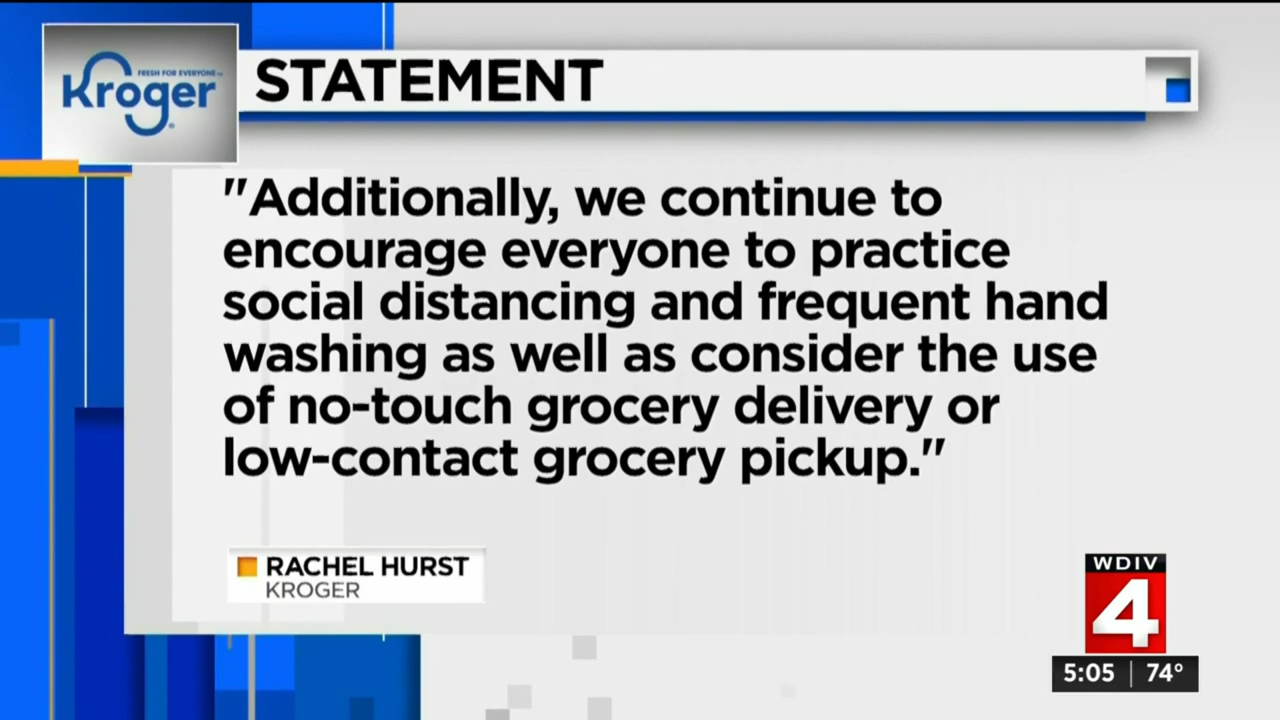 FRESH FOR EVERYONE™
Kroger®
STATEMENT
"Additionally, we continue to
encourage everyone to practice
social distancing and frequent hand
washing as well as consider the use
of no-touch grocery delivery or
low-contact grocery pickup."
RACHEL HURST
KROGER
WDIV
4
5:05 | 74°